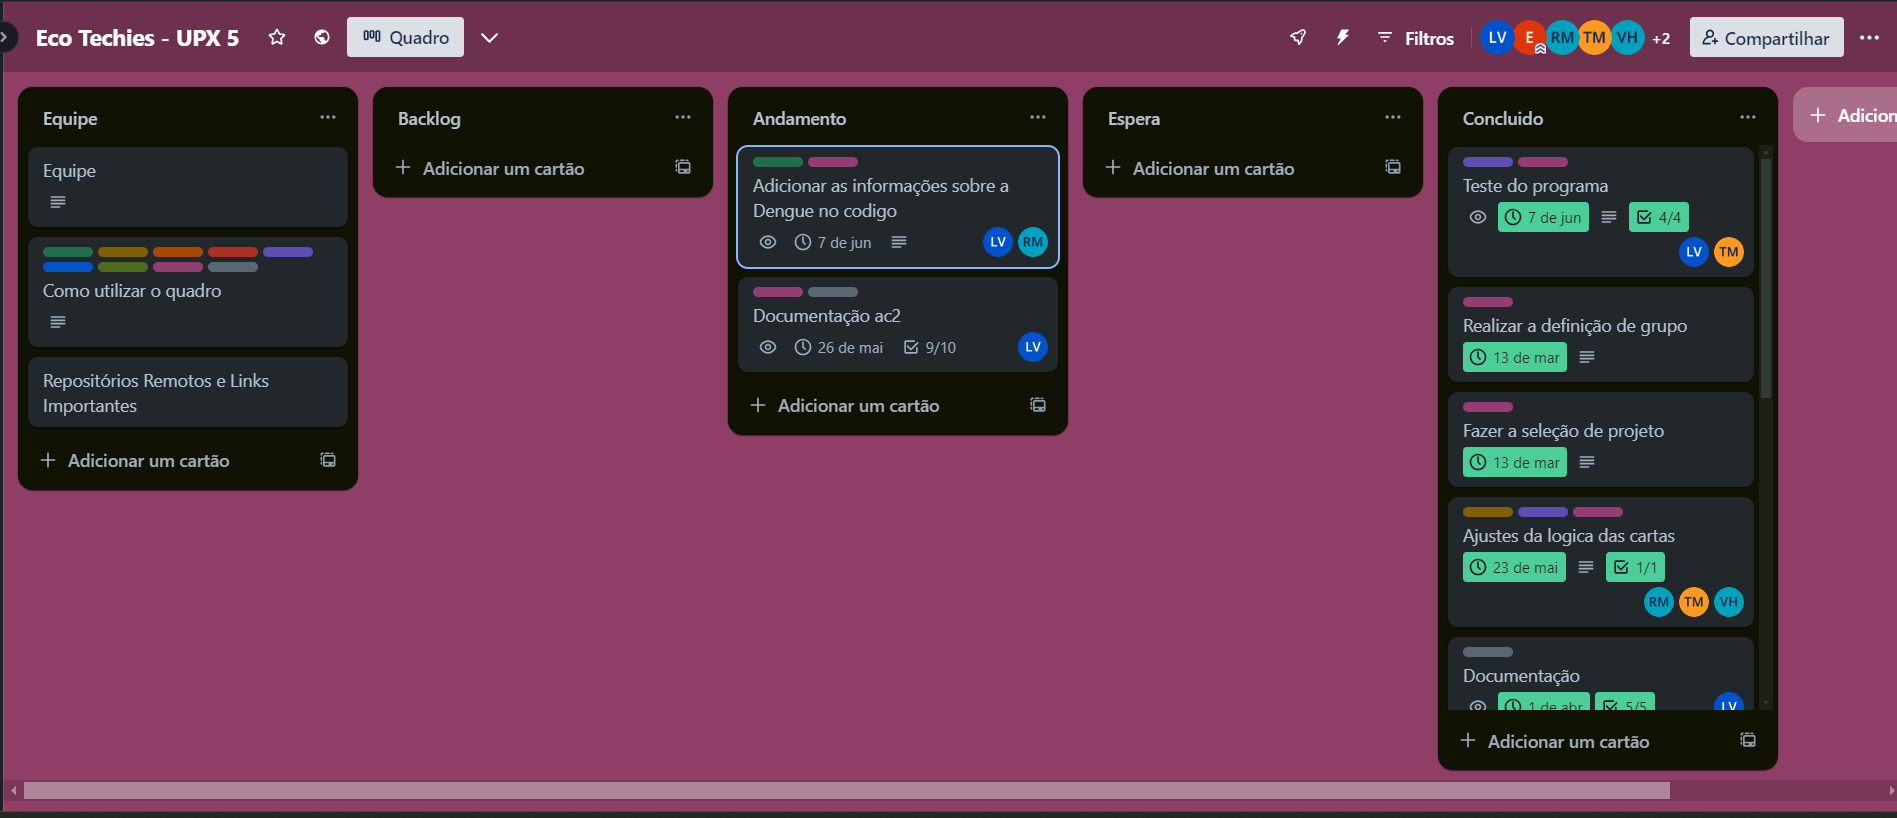 Eco Techies - UPX 5
Quadro
Filtros
LV
E
RM
TM
VH
+2
Compartilhar
Equipe
Equipe
Como utilizar o quadro
Repositórios Remotos e Links
Importantes
Adicionar um cartão
Backlog
Adicionar um cartão
Andamento
Adicionar as informações sobre a
Dengue no codigo
7 de jun
LV
RM
Documentação ac2
26 de mai
9/10
LV
Adicionar um cartão
Espera
Adicionar um cartão
Concluido
Teste do programa
7 de jun
4/4
LV
TM
Realizar a definição de grupo
13 de mar
Fazer a seleção de projeto
13 de mar
Ajustes da logica das cartas
23 de mai
1/1
RM
TM
VH
Documentação
1 de abr
5/5
LV
Adicionar um cartão
Adicion